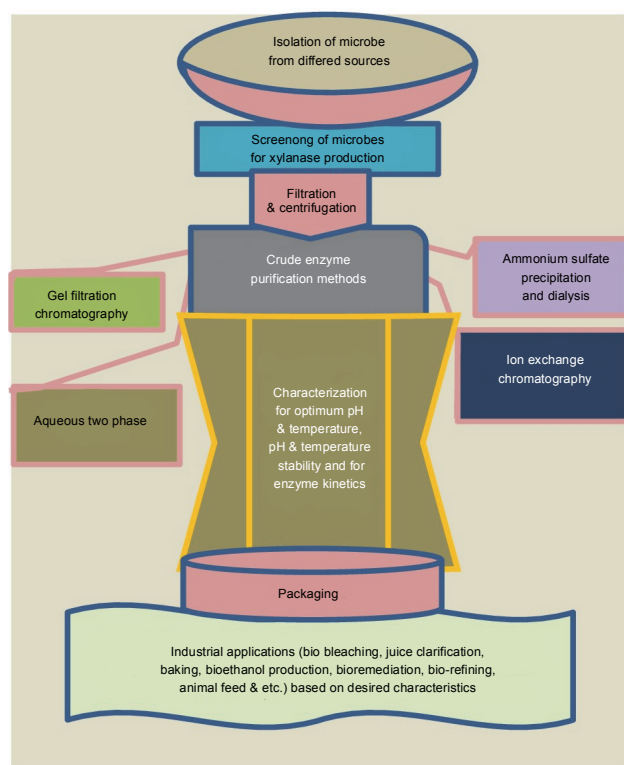 Isolation of microbe
from differed sources
Screenong of microbes
for xylanase production
Filtration
& centrifugation
Crude enzyme
purification methods
Ammonium sulfate
precipitation
and dialysis
Gel filtration
chromatography
Ion exchange
chromatography
Aqueous two phase
Characterization
for optimum pH
& temperature,
pH & temperature
stability and for
enzyme kinetics
Packaging
Industrial applications (bio bleaching, juice clarification,
baking, bioethanol production, bioremediation, bio-refining,
animal feed & etc.) based on desired characteristics